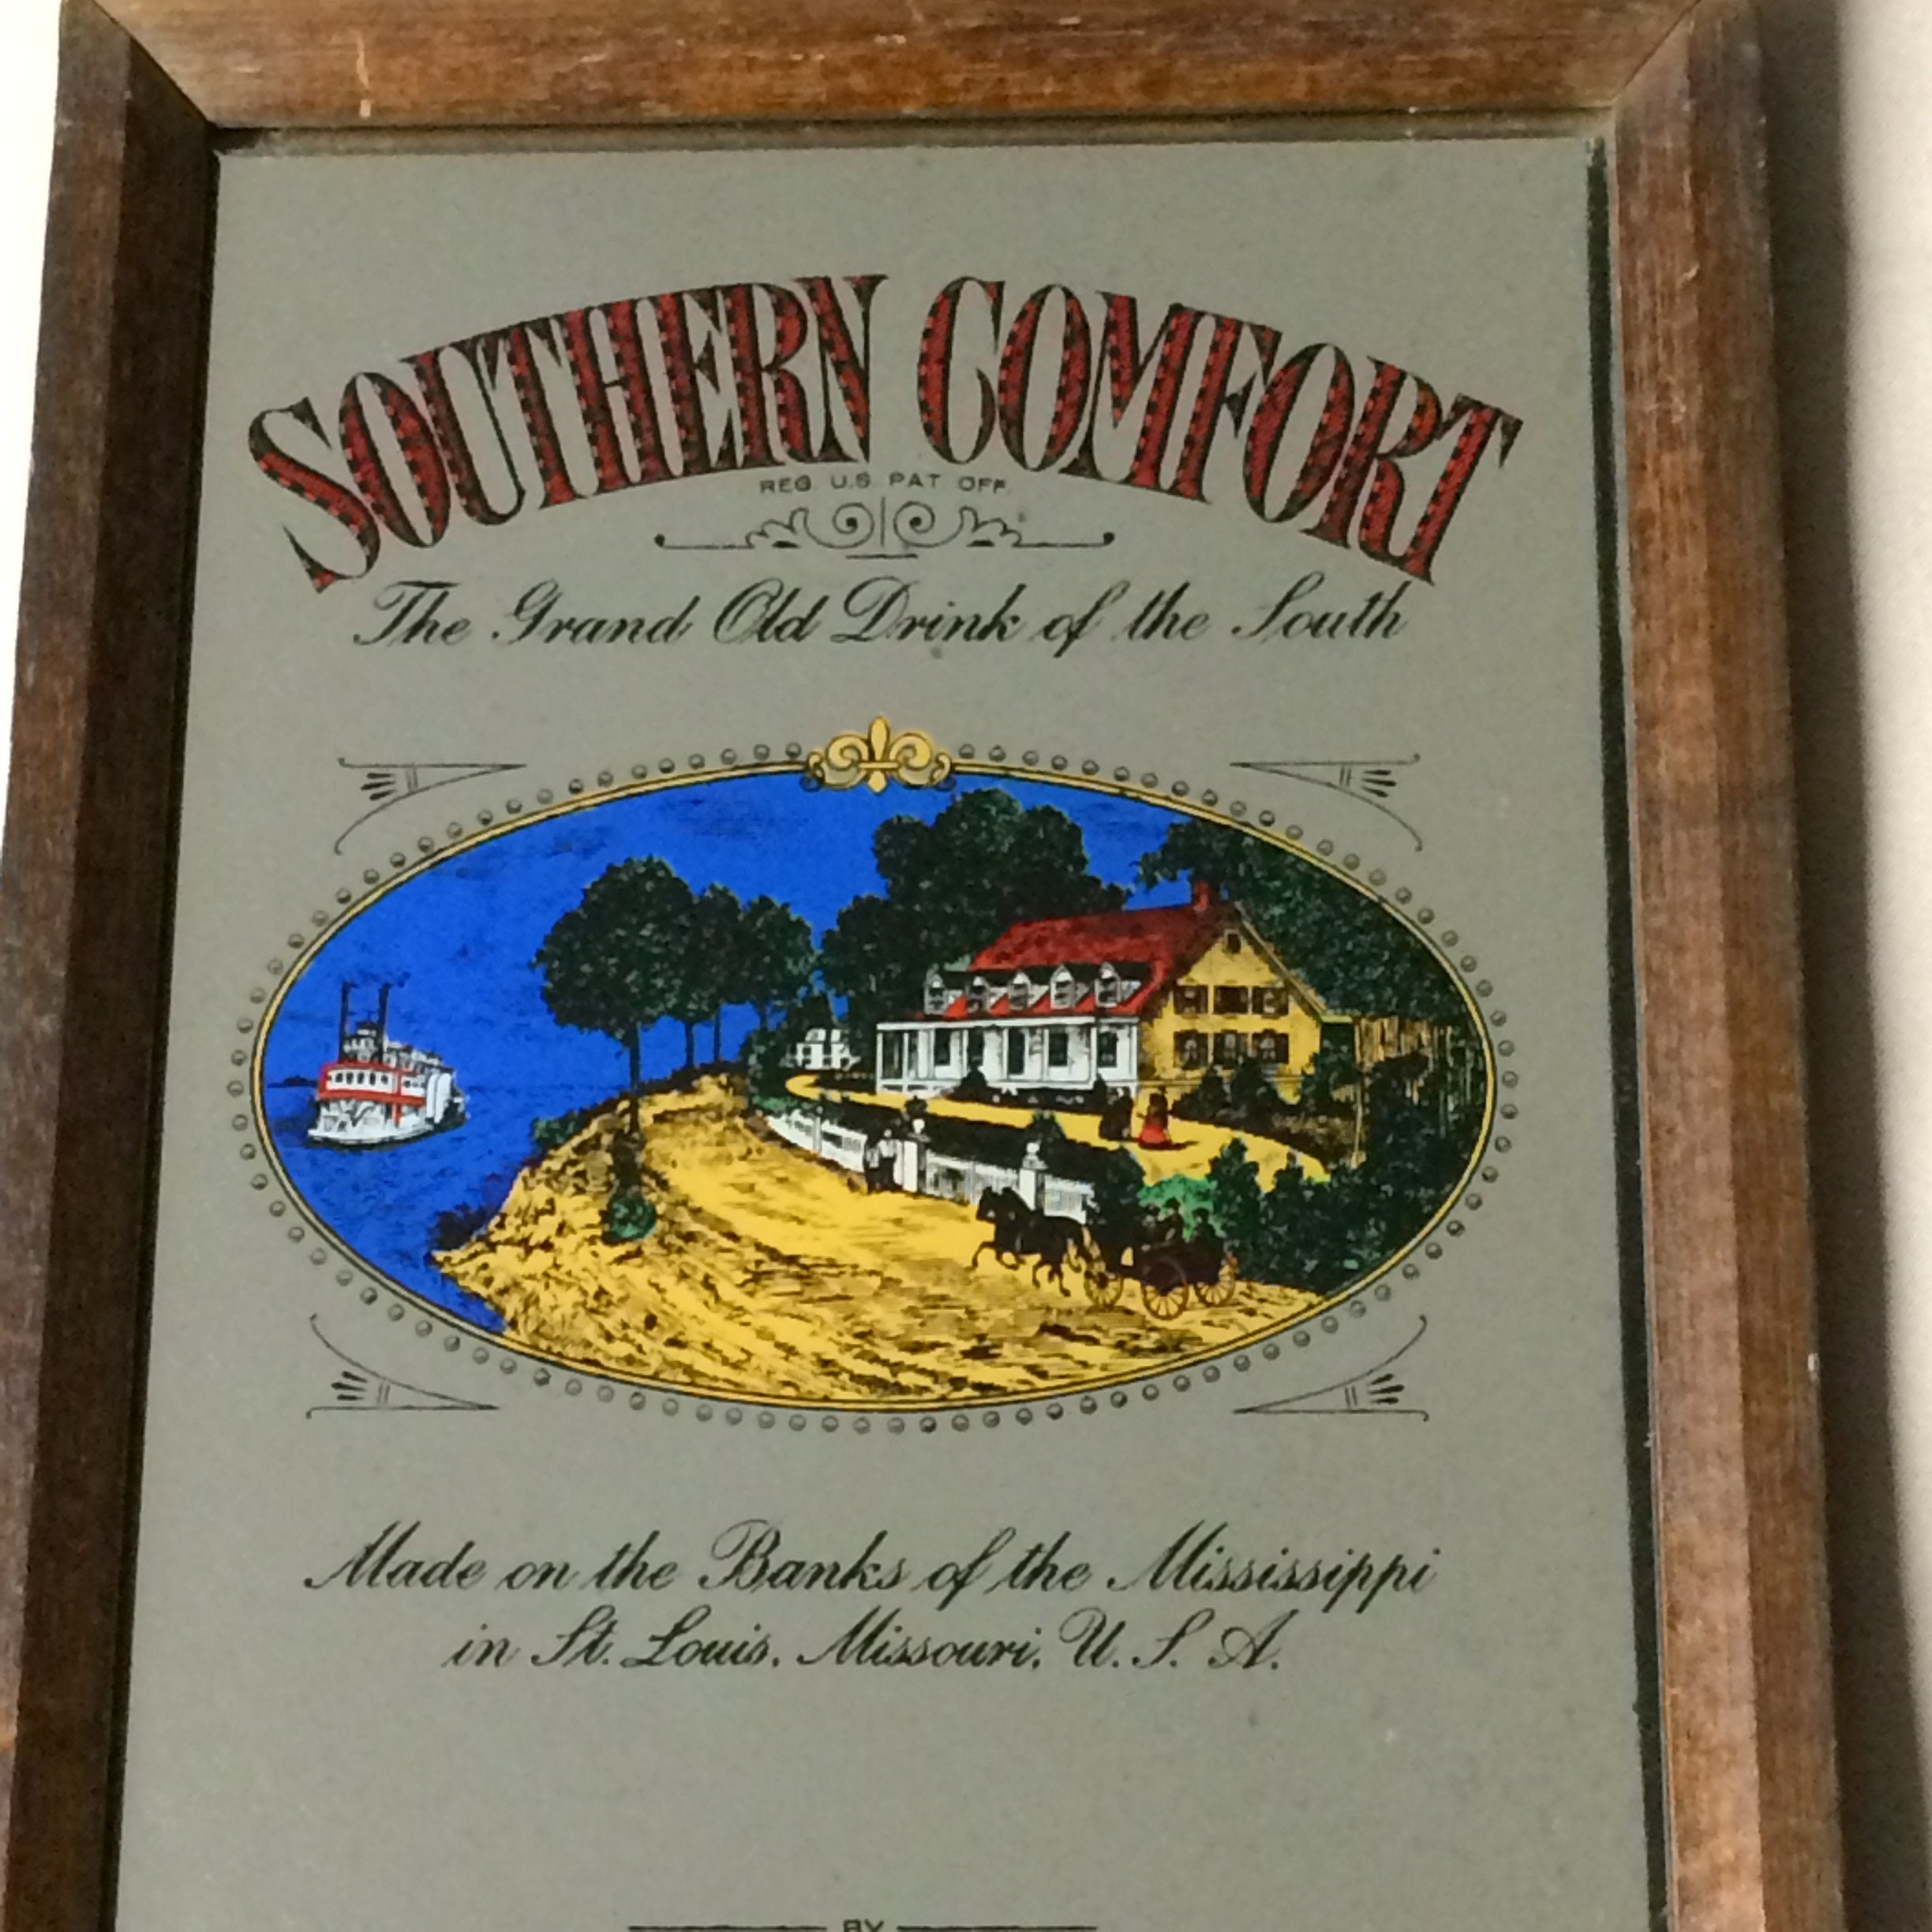 SOUTHERN COMFORT
REG. U.S. PAT. OFF.
The Grand Old Drink of the South
Made on the Banks of the Mississippi
in St. Louis, Missouri, U. S. A.
BY